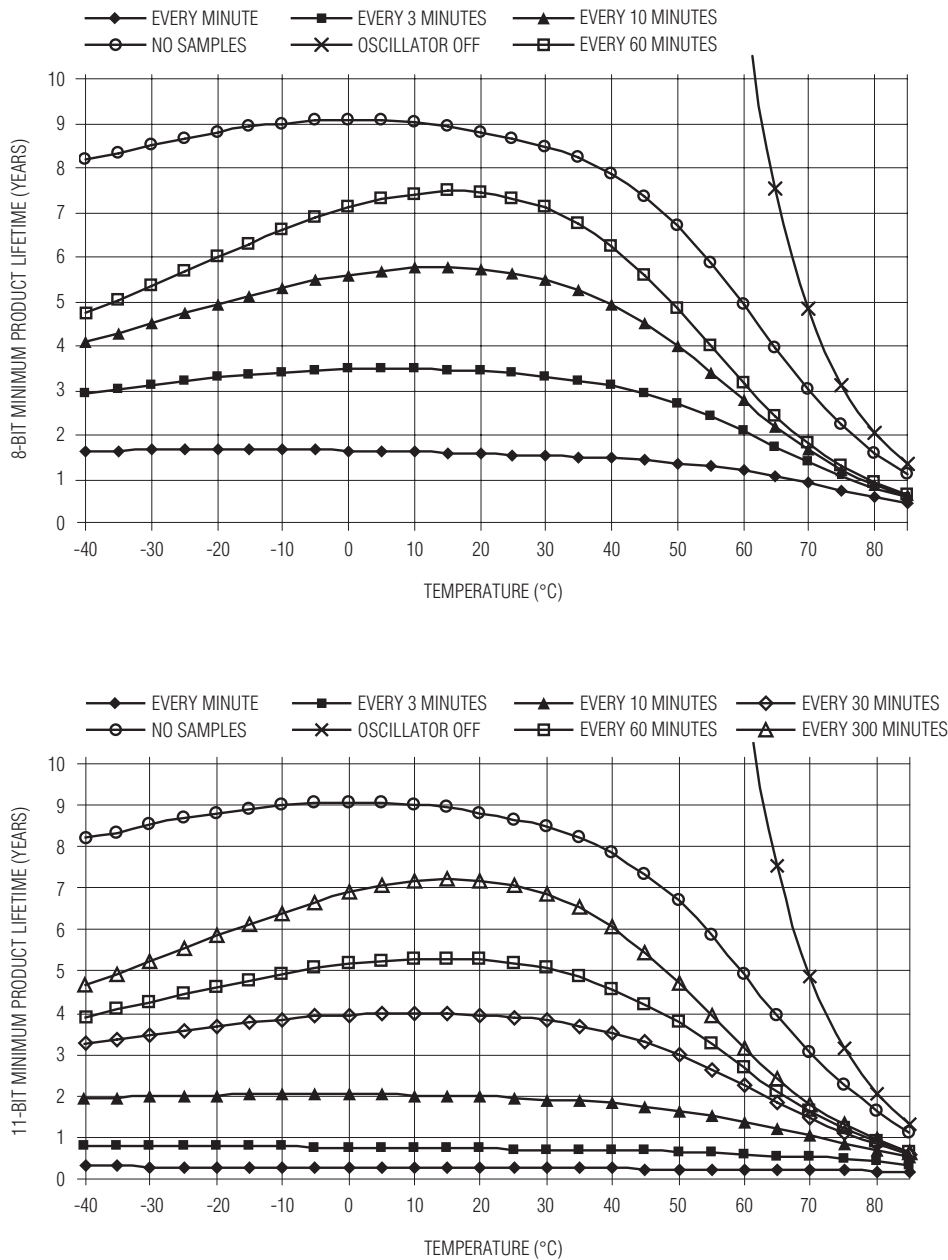 EVERY MINUTE EVERY 3 MINUTES EVERY 10 MINUTES
NO SAMPLES OSCILLATOR OFF EVERY 60 MINUTES
8-BIT MINIMUM PRODUCT LIFETIME (YEARS)
10
9
8
7
6
5
4
3
2
1
0
-40 -30 -20 -10 0 10 20 30 40 50 60 70 80
TEMPERATURE (°C)
EVERY MINUTE EVERY 3 MINUTES EVERY 10 MINUTES EVERY 30 MINUTES
NO SAMPLES OSCILLATOR OFF EVERY 60 MINUTES EVERY 300 MINUTES
11-BIT MINIMUM PRODUCT LIFETIME (YEARS)
10
9
8
7
6
5
4
3
2
1
0
-40 -30 -20 -10 0 10 20 30 40 50 60 70 80
TEMPERATURE (°C)